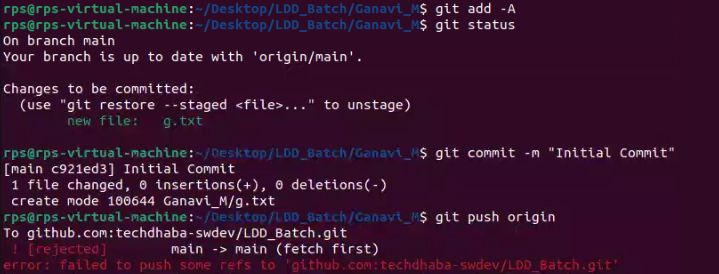 rps@rps-virtual-machine:~/Desktop/LDD_Batch/Ganavi_M$ git add -A
rps@rps-virtual-machine:~/Desktop/LDD_Batch/Ganavi_M$ git status
On branch main
Your branch is up to date with 'origin/main'.
Changes to be committed:
(use "git restore --staged <file>..." to unstage)
new file: g.txt
rps@rps-virtual-machine:~/Desktop/LDD_Batch/Ganavi_M$ git commit -m "Initial Commit"
[main c921ed3] Initial Commit
1 file changed, 0 insertions(+), 0 deletions(-)
create mode 100644 Ganavi_M/g.txt
rps@rps-virtual-machine:~/Desktop/LDD_Batch/Ganavi_M$ git push origin
To github.com:techdhaba-swdev/LDD_Batch.git
! [rejected] main -> main (fetch first)
error: failed to push some refs to 'github.com:techdhaba-swdev/LDD_Batch.git'